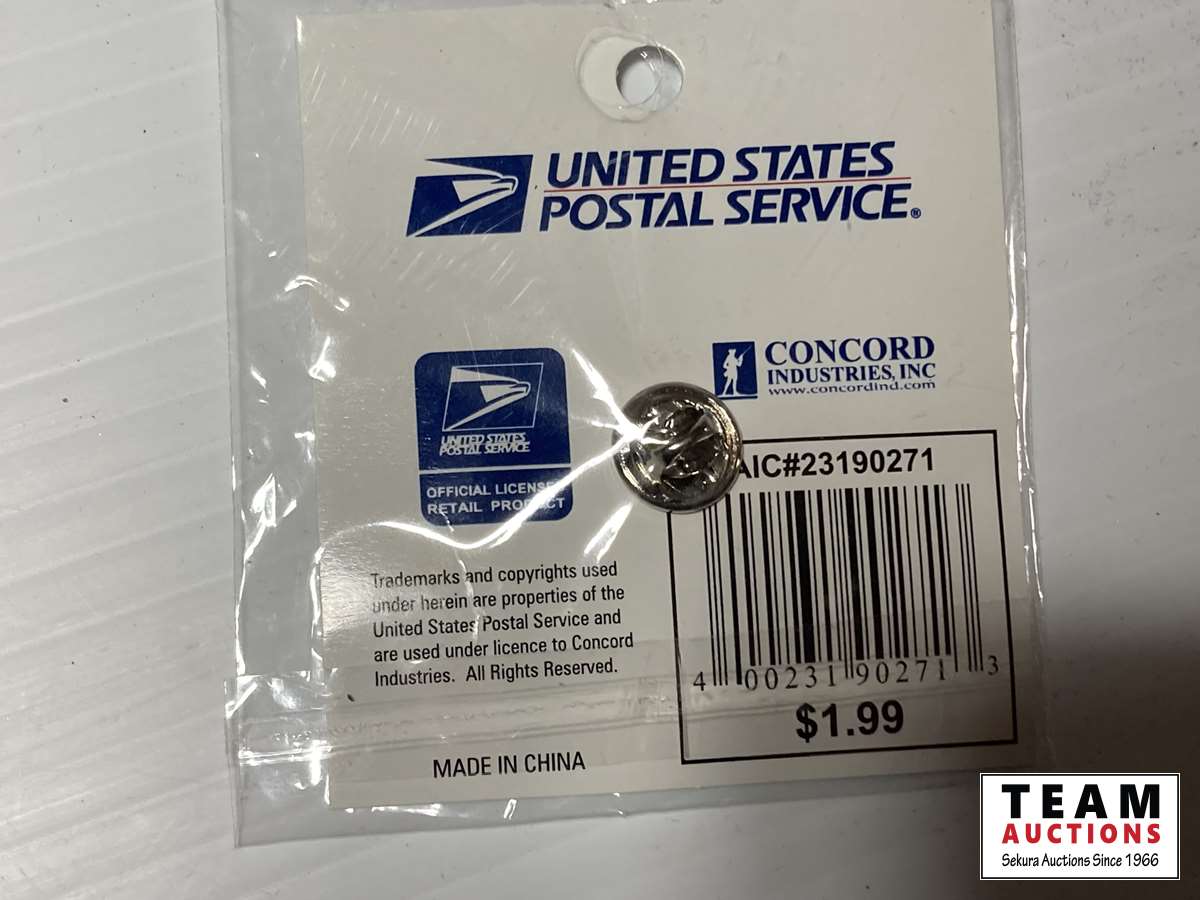 UNITED STATES
POSTAL SERVICE®
CONCORD
INDUSTRIES, INC
www.concordind.com
UNITED STATES
POSTAL SERVICE
OFFICIAL LICENSED
RETAIL PRODUCT
AIC#23190271
4 00231 90271 3
$1.99
Trademarks and copyrights used
under herein are properties of the
United States Postal Service and
are used under licence to Concord
Industries. All Rights Reserved.
MADE IN CHINA
TEAM
AUCTIONS
Sekura Auctions Since 1966